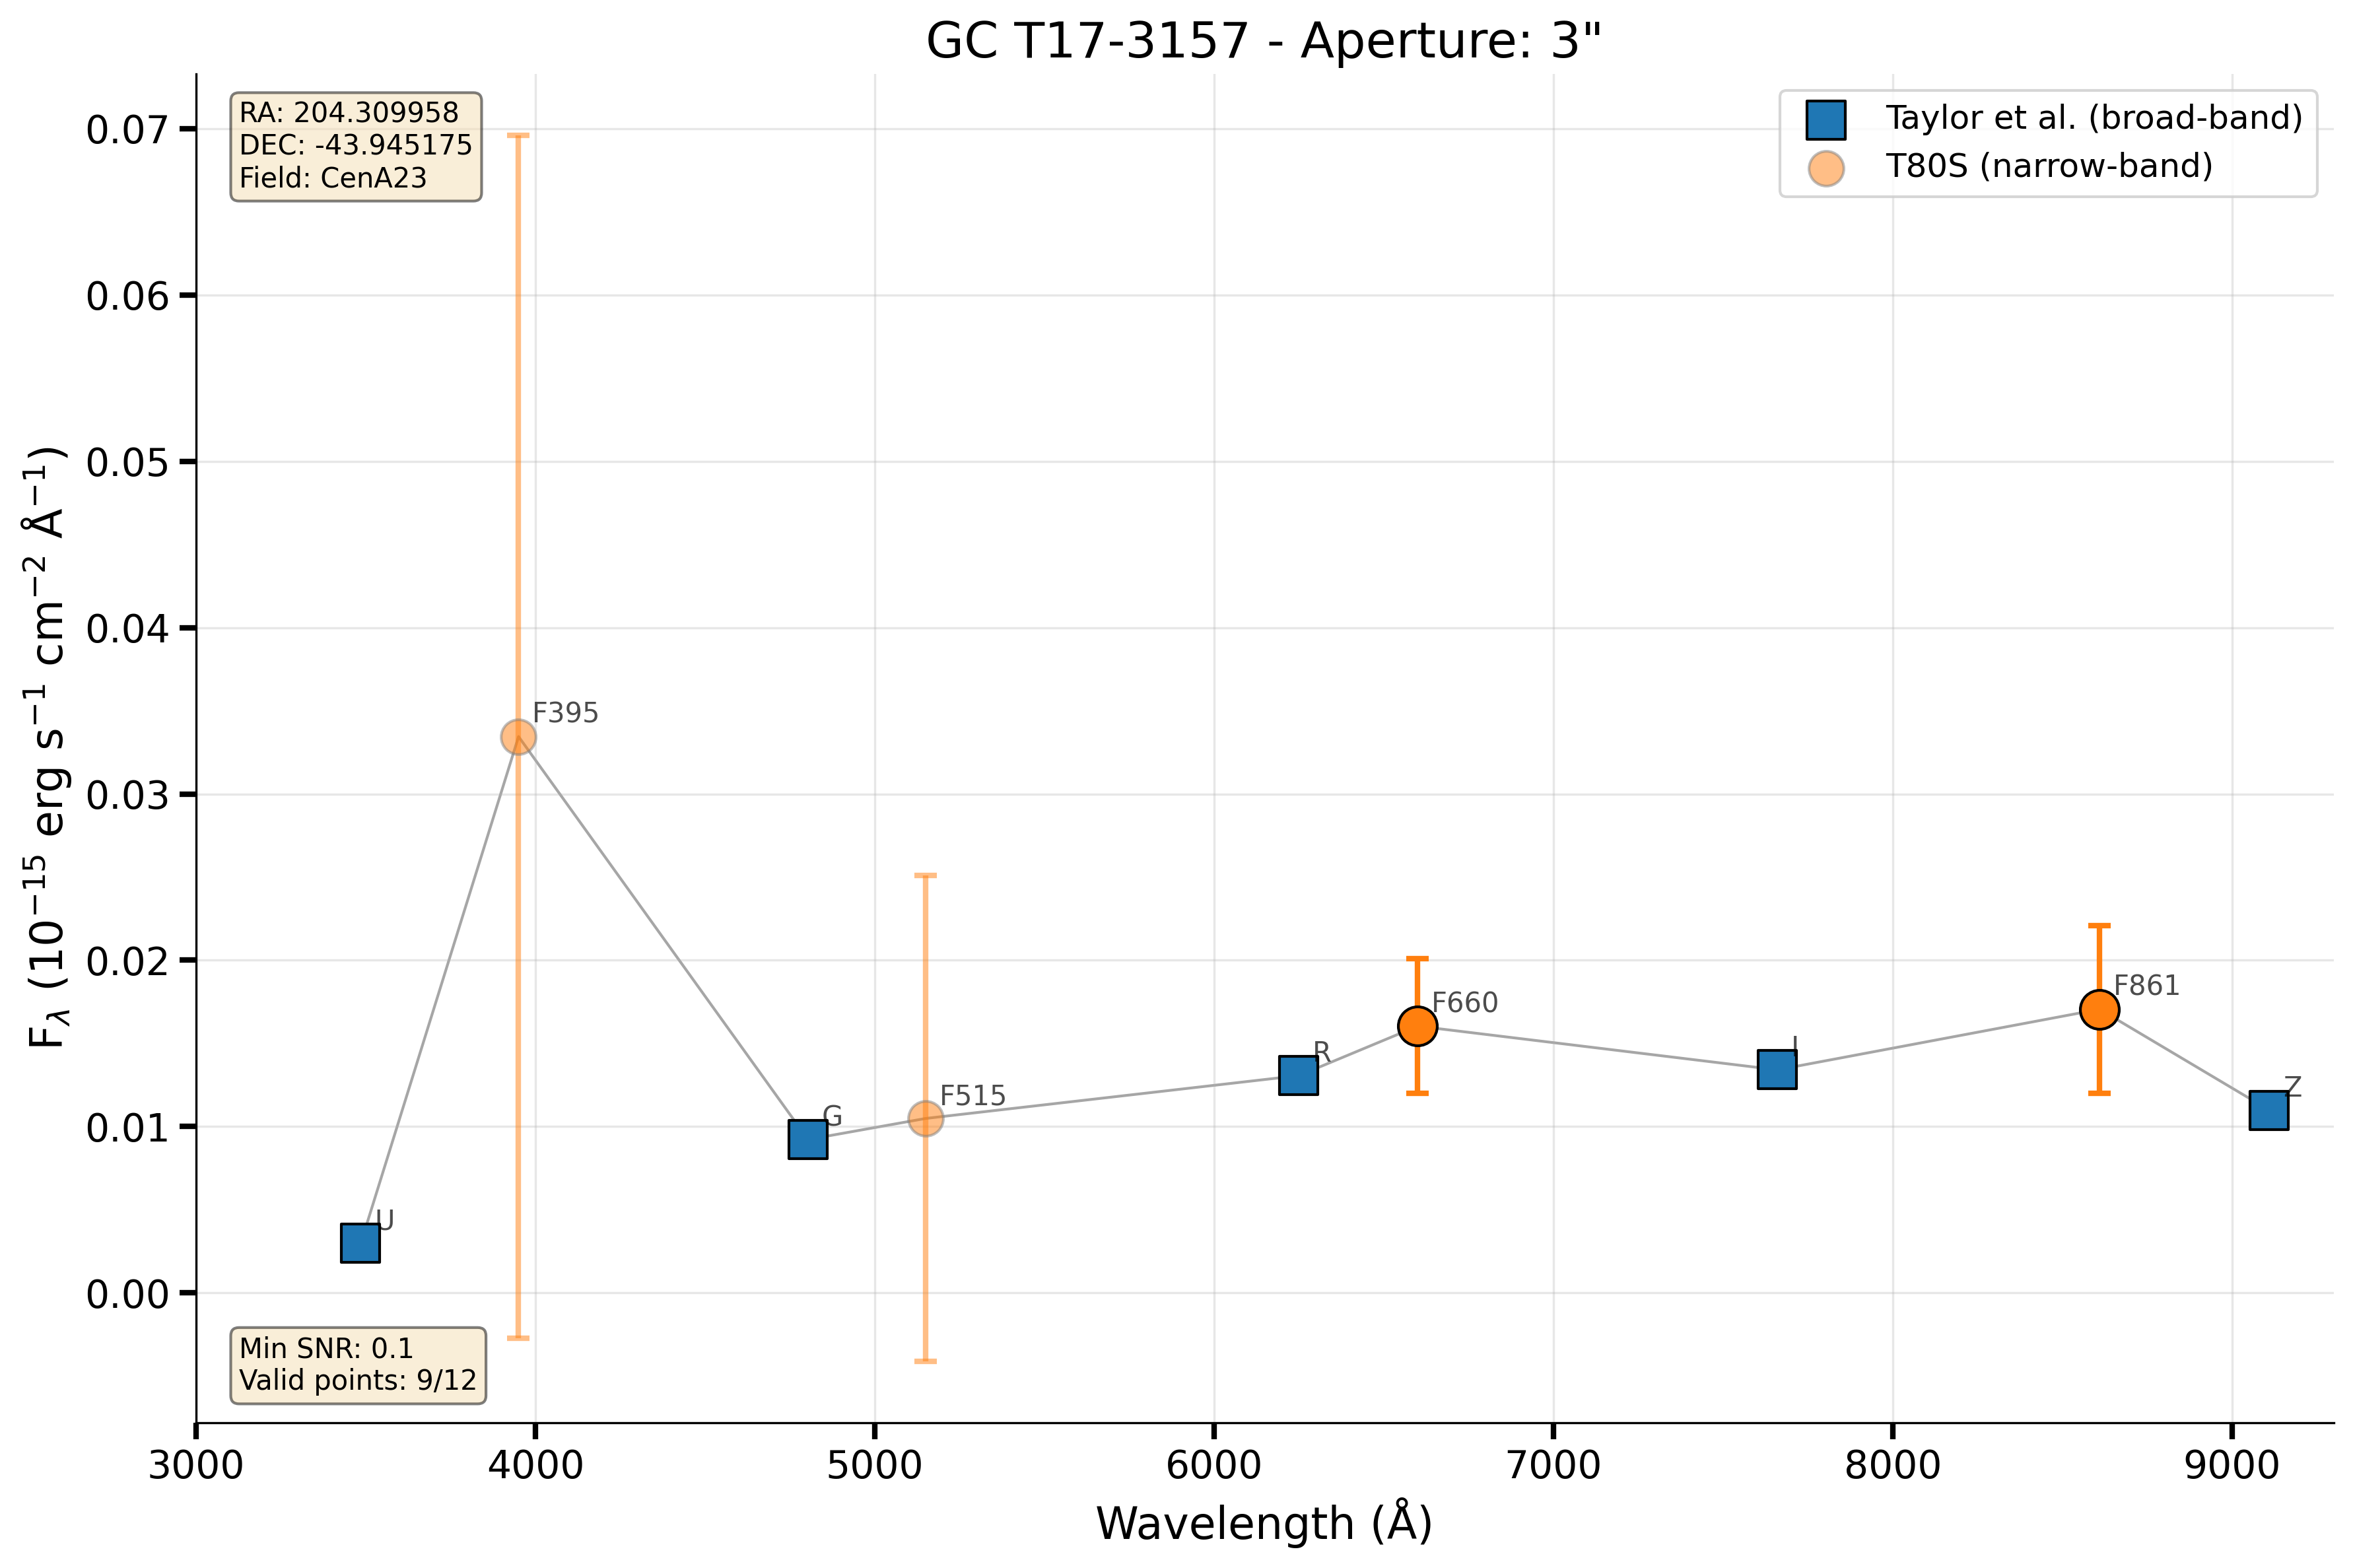 GC T17-3157 - Aperture: 3"
RA: 204.309958
DEC: -43.945175
Field: CenA23
Taylor et al. (broad-band)
T80S (narrow-band)
0.07
0.06
0.05
0.04
0.03
0.02
0.01
0.00
F_λ (10⁻¹⁵ erg s⁻¹ cm⁻² Å⁻¹)
U
F395
G
F515
R
F660
I
F861
Z
Min SNR: 0.1
Valid points: 9/12
3000 4000 5000 6000 7000 8000 9000
Wavelength (Å)